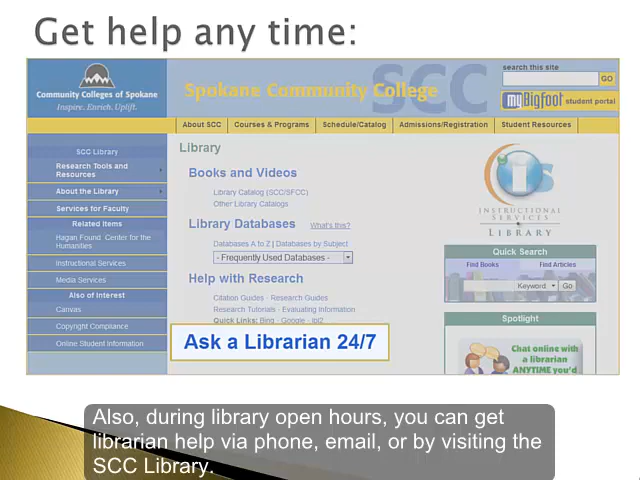 Get help any time:
Community Colleges of Spokane
Inspire. Enrich. Uplift.
SCC
Spokane Community College
search this site
GO
myBigfoot student portal
About SCC
Courses & Programs
Schedule/Catalog
Admissions/Registration
Student Resources
SCC Library
Research Tools and
Resources
About the Library
Services for Faculty
Related Items
Hagan Found. Center for the
Humanities
Instructional Services
Media Services
Also of Interest
Canvas
Copyright Compliance
Online Student Information
Library
Books and Videos
Library Catalog (SCC/SFCC)
Other Library Catalogs
Library Databases What's this?
Databases A to Z | Databases by Subject
- Frequently Used Databases -
Help with Research
Citation Guides · Research Guides
Research Tutorials · Evaluating Information
Quick Links: Bing · Google · ipl2
Ask a Librarian 24/7
IS
INSTRUCTIONAL
SERVICES
LIBRARY
Quick Search
Find Books
Find Articles
Keyword:
Go
Spotlight
Chat online with
a librarian
ANYTIME you'd
Also, during library open hours, you can get
librarian help via phone, email, or by visiting the
SCC Library.